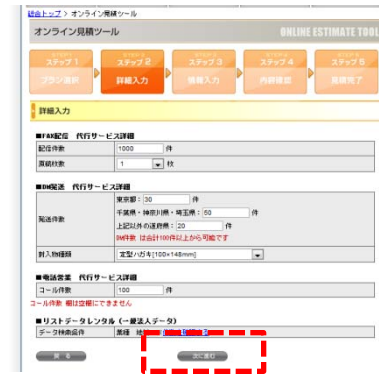 総合トップ > オンライン見積ツール
オンライン見積ツール
ONLINE ESTIMATE TOOL
ステップ 1
プラン選択
ステップ 2
詳細入力
ステップ 3
情報入力
ステップ 4
内容確認
ステップ 5
見積完了
詳細入力
■FAX配信 代行サービス詳細
配信件数 1000 件
原稿枚数 1 枚
■DM発送 代行サービス詳細
発送件数
東京都：30 件
千葉県・神奈川県・埼玉県：50 件
上記以外の道府県：20 件
DM件数 は合計100件以上から可能です
封入物種類 定型ハガキ[100×148mm]
■電話営業 代行サービス詳細
コール件数 100 件
コール件数 欄は空欄にできません
■リストデータレンタル (一般法人データ)
データ検索条件 業種 地域
戻 る
次に進む